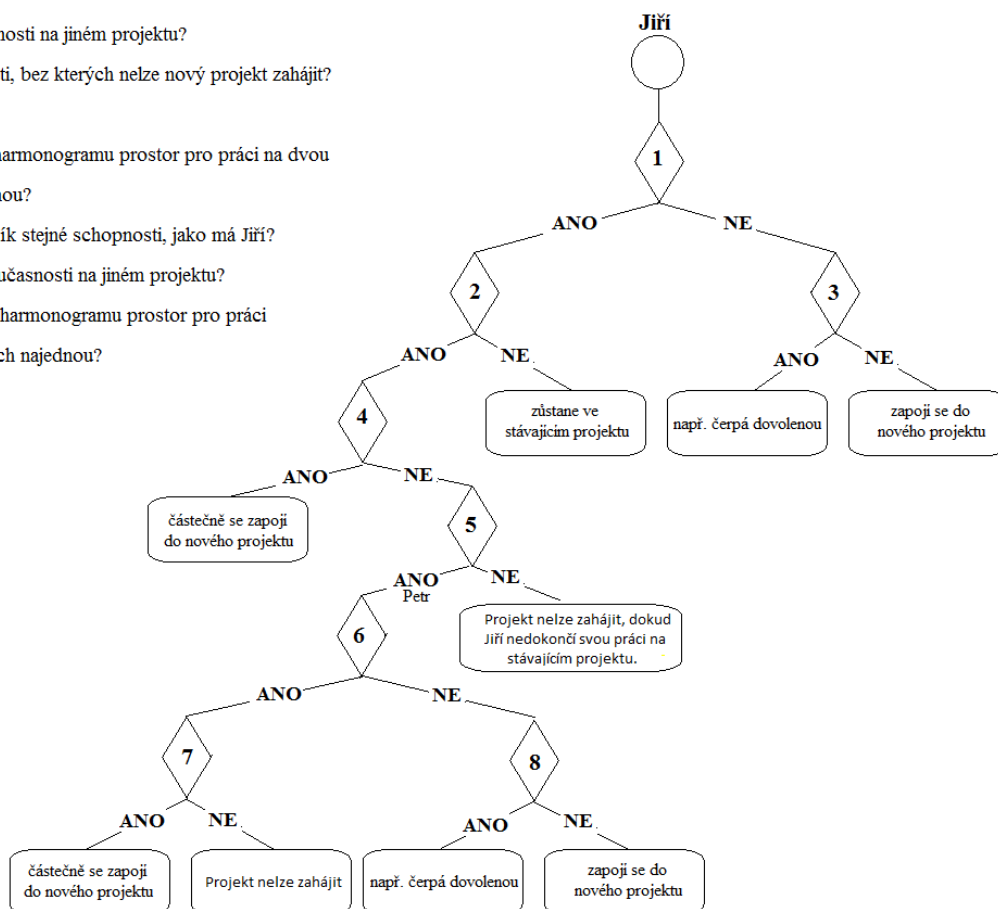 nosti na jiném projektu?
ti, bez kterých nelze nový projekt zahájit?
harmonogramu prostor pro práci na dvou
nou?
ík stejné schopnosti, jako má Jiří?
učasnosti na jiném projektu?
harmonogramu prostor pro práci
ch najednou?
Jiří
1
ANO
NE
2
3
ANO
NE
ANO
NE
4
zůstane ve
stávajicim projektu
např. čerpá dovolenou
zapoji se do
nového projektu
ANO
NE
částečně se zapoji
do nového projektu
5
ANO
Petr
NE
6
Projekt nelze zahájit, dokud
Jiří nedokončí svou práci na
stávajícím projektu.
ANO
NE
7
8
ANO
NE
ANO
NE
částečně se zapoji
do nového projektu
Projekt nelze zahájit
např. čerpá dovolenou
zapoji se do
nového projektu